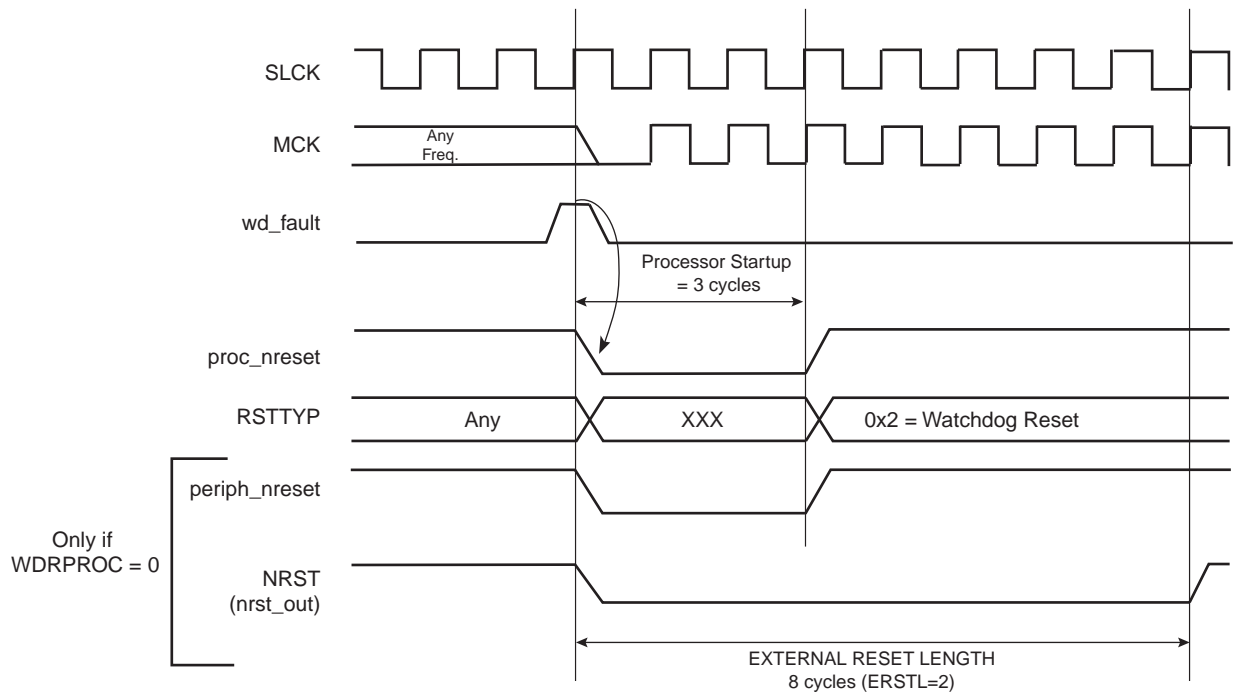 SLCK
MCK
Any
Freq.
wd_fault
Processor Startup
= 3 cycles
proc_nreset
RSTTYP
Any
XXX
0x2 = Watchdog Reset
periph_nreset
Only if
WDRPROC = 0
NRST
(nrst_out)
EXTERNAL RESET LENGTH
8 cycles (ERSTL=2)